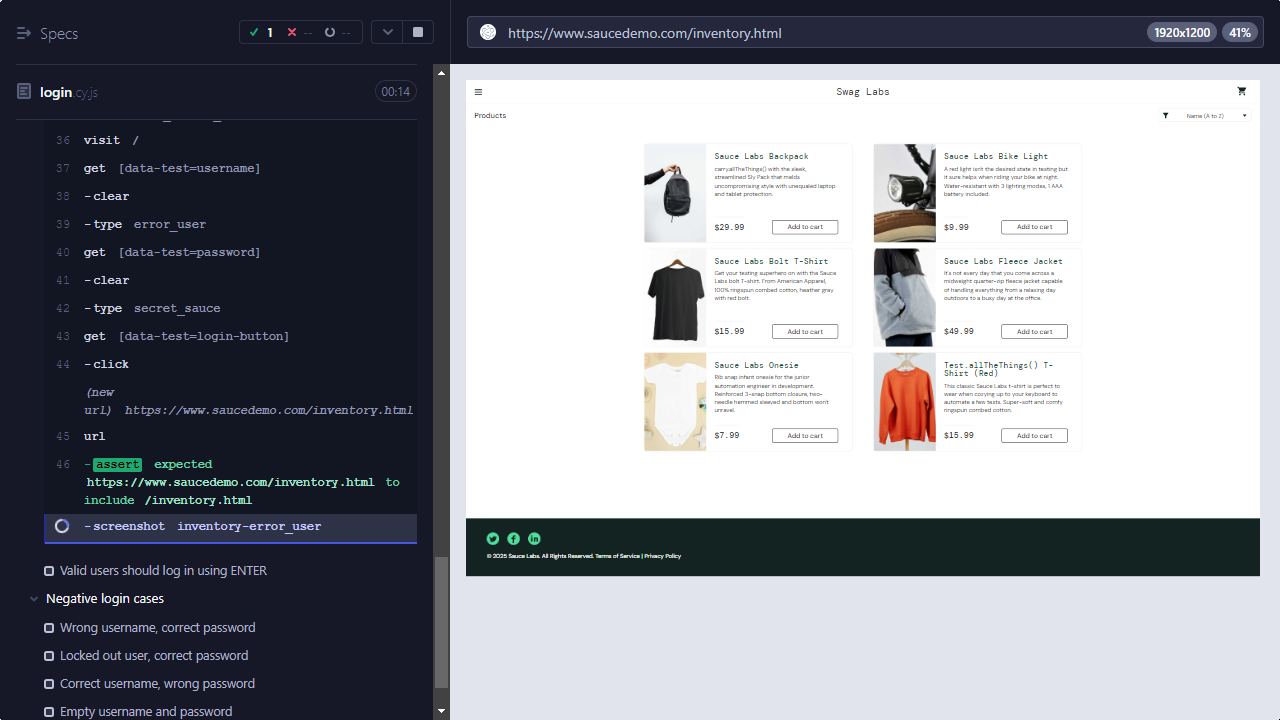 Specs
1
--
--
login.cy.js
00:14
36 visit /
37 get [data-test=username]
38 -clear
39 -type error_user
40 get [data-test=password]
41 -clear
42 -type secret_sauce
43 get [data-test=login-button]
44 -click
(new
url) https://www.saucedemo.com/inventory.html
45 url
46 -assert expected
https://www.saucedemo.com/inventory.html to
include /inventory.html
-screenshot inventory-error_user
Valid users should log in using ENTER
Negative login cases
Wrong username, correct password
Locked out user, correct password
Correct username, wrong password
Empty username and password
https://www.saucedemo.com/inventory.html
1920x1200
41%
Swag Labs
Products
Name (A to Z)
Sauce Labs Backpack
carry.allTheThings() with the sleek,
streamlined Sly Pack that melds
uncompromising style with unequaled laptop
and tablet protection.
$29.99
Add to cart
Sauce Labs Bike Light
A red light isn't the desired state in testing but
it sure helps when riding your bike at night.
Water-resistant with 3 lighting modes, 1 AAA
battery included.
$9.99
Add to cart
Sauce Labs Bolt T-Shirt
Get your testing superhero on with the Sauce
Labs bolt T-shirt. From American Apparel,
100% ringspun combed cotton, heather gray
with red bolt.
$15.99
Add to cart
Sauce Labs Fleece Jacket
It's not every day that you come across a
midweight quarter-zip fleece jacket capable
of handling everything from a relaxing day
outdoors to a busy day at the office.
$49.99
Add to cart
Sauce Labs Onesie
Rib snap infant onesie for the junior
automation engineer in development.
Reinforced 3-snap bottom closure, two-
needle hemmed sleeved and bottom won't
unravel.
$7.99
Add to cart
Test.allTheThings() T-
Shirt (Red)
This classic Sauce Labs t-shirt is perfect to
wear when cozying up to your keyboard to
automate a few tests. Super-soft and comfy
ringspun combed cotton.
$15.99
Add to cart
© 2025 Sauce Labs. All Rights Reserved. Terms of Service | Privacy Policy